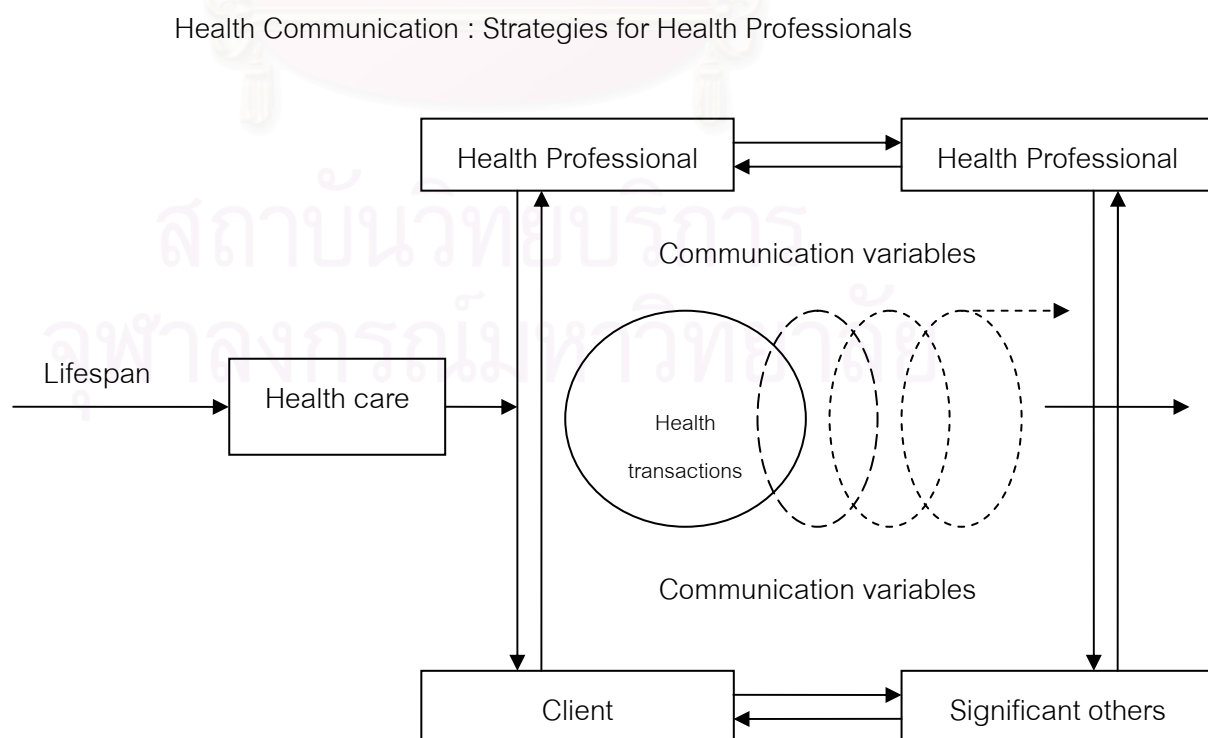 Health Communication : Strategies for Health Professionals
Health Professional
Health Professional
สถาบันวิทยบริการ
Communication variables
จุฬาลงกรณ์มหาวิทยาลัย
Lifespan
Health care
Health
transactions
Communication variables
Client
Significant others